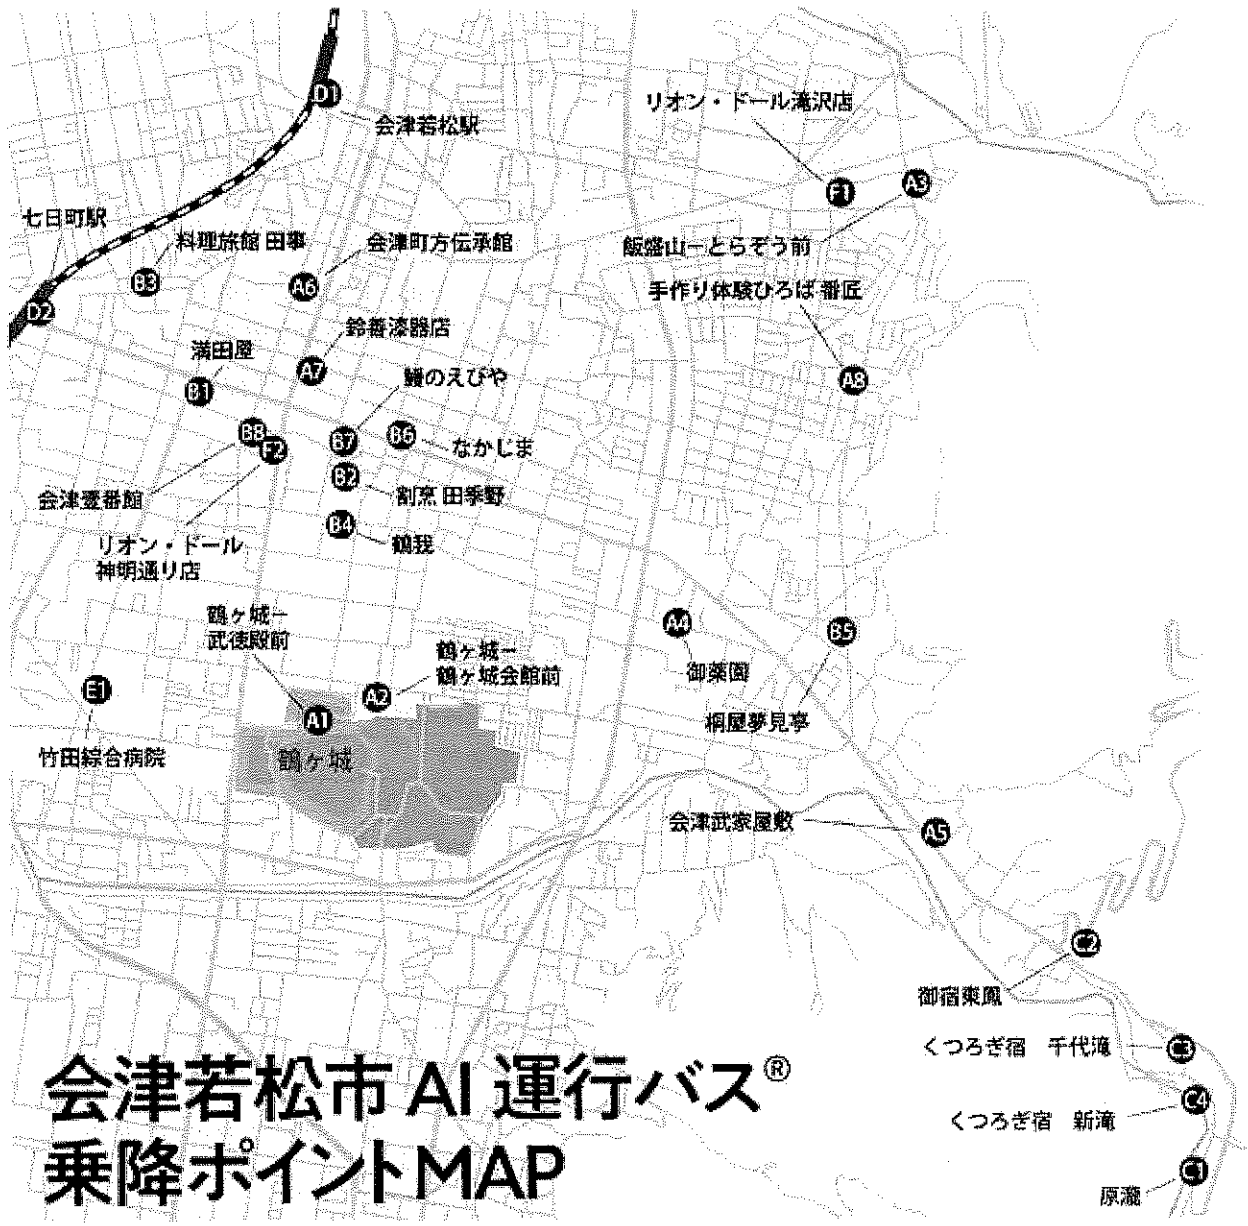 D1
会津若松駅
リオン・ドール滝沢店
F1
A3
七日町駅
料理旅館 田事
会津町方伝承館
飯盛山ーとらぞう前
B3
A6
手作り体験ひろば 番匠
D2
鈴善漆器店
満田屋
A7
鰻のえびや
B1
A8
B8
F2
B7
B6
なかじま
B2
会津壹番館
割烹 田季野
B4
鶴我
リオン・ドール
神明通り店
鶴ヶ城ー
武徳殿前
A4
B5
鶴ヶ城ー
鶴ヶ城会館前
御薬園
E1
A2
A1
桐屋夢見亭
竹田綜合病院
鶴ヶ城
会津武家屋敷
A5
C2
御宿東鳳
くつろぎ宿　千代滝
C3
C4
くつろぎ宿　新滝
C1
原瀧
会津若松市 AI 運行バス®
乗降ポイントMAP